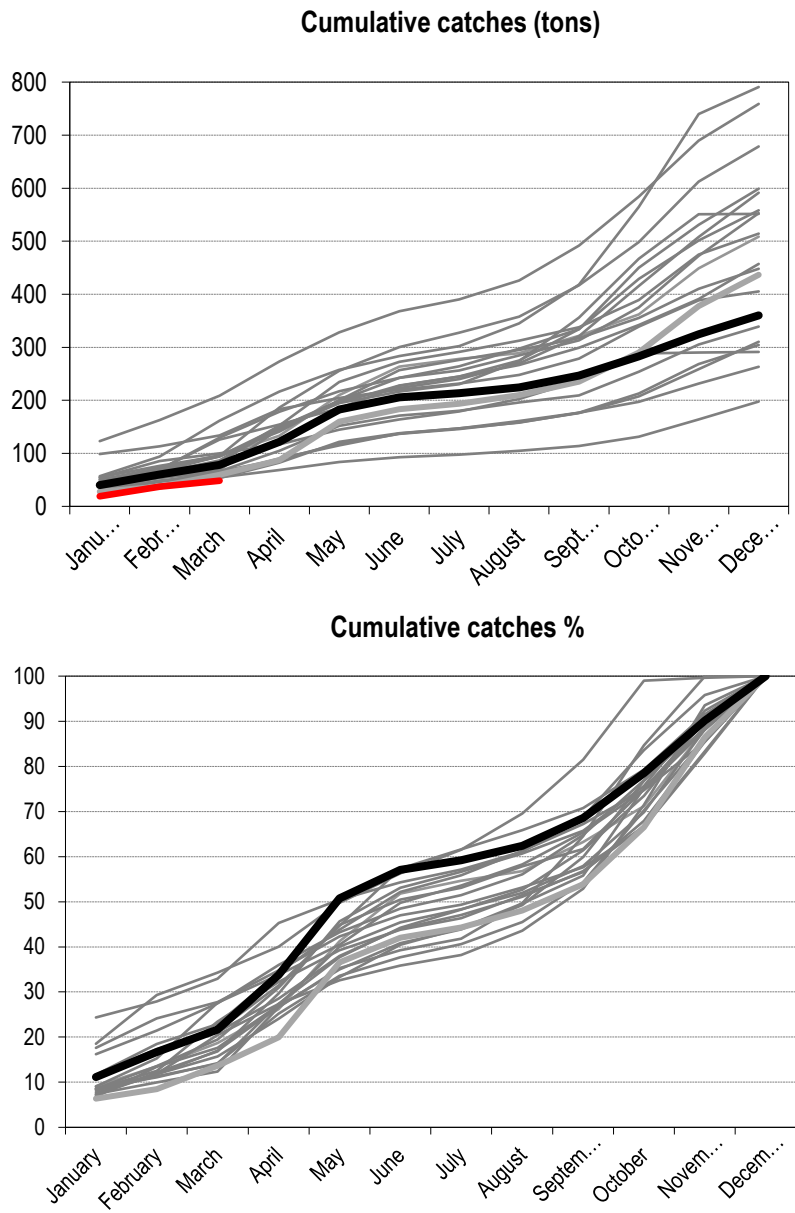 Cumulative catches (tons)
800
700
600
500
400
300
200
100
0
Janu...
Febr...
March
April
May
June
July
August
Sept...
Octo...
Nove...
Dece...
Cumulative catches %
100
90
80
70
60
50
40
30
20
10
0
January
February
March
April
May
June
July
August
Septem...
October
Novem...
Decem...